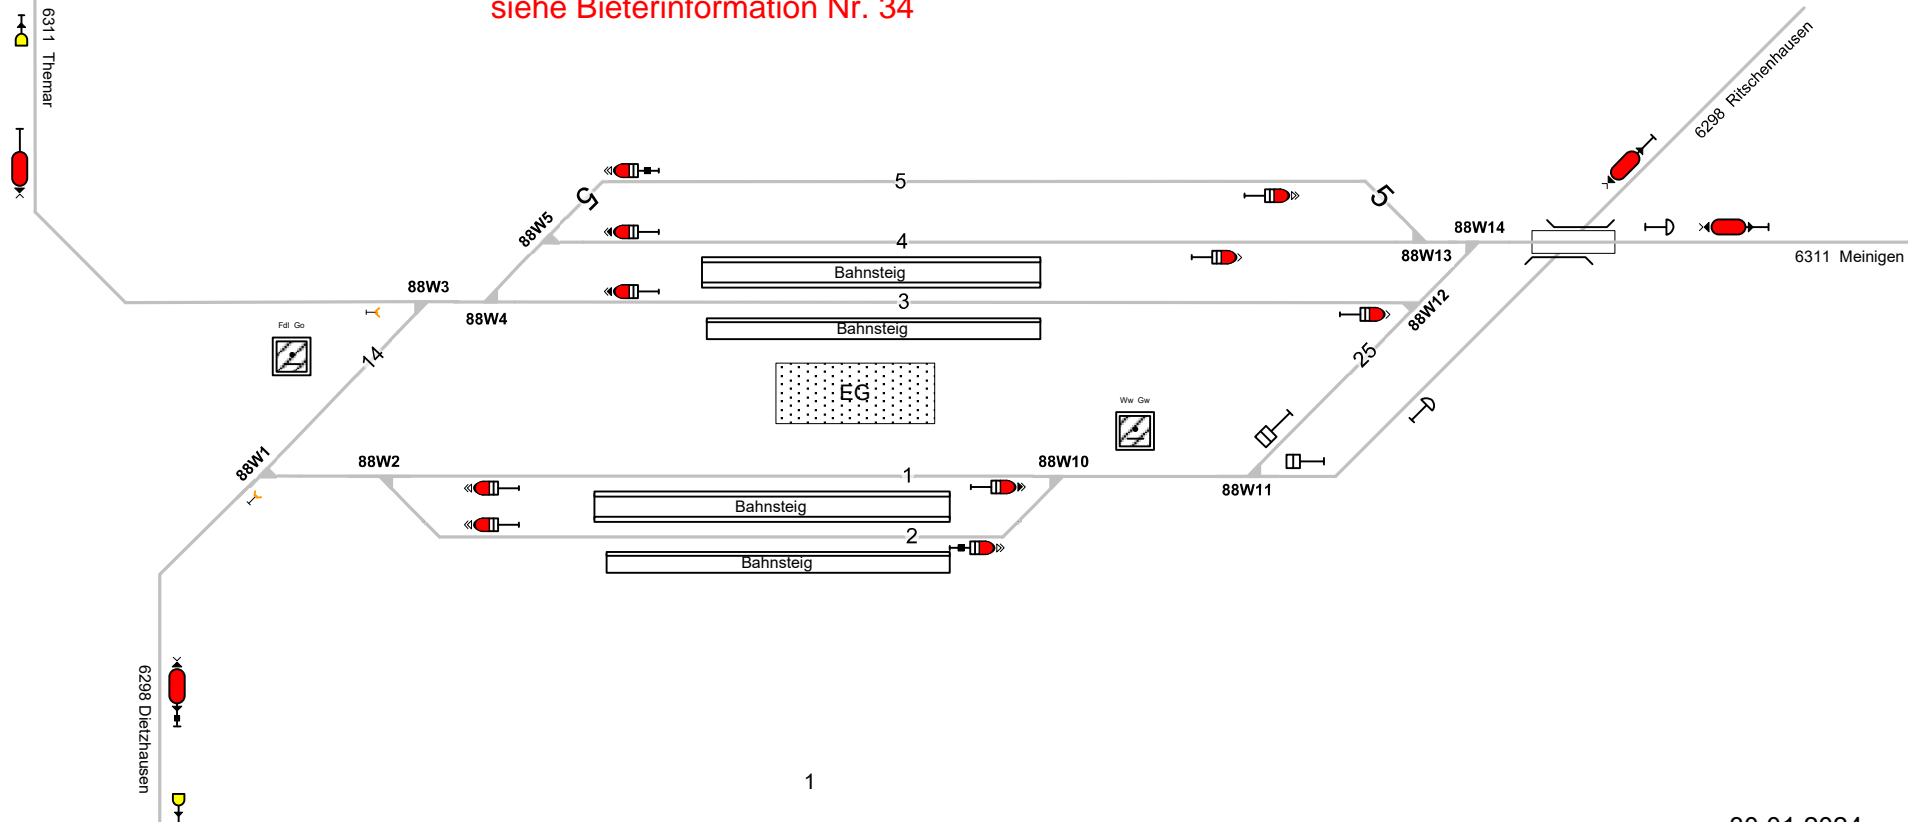 siehe Bieterinformation Nr. 34
6311 Themar
6298 Ritschenhausen
5
5
5
88W5
88W14
4
88W13
6311 Meinigen
Bahnsteig
88W3
3
88W12
88W4
Bahnsteig
Fdl Go
14
25
EG
Ww Gw
88W1
88W2
88W10
1
88W11
Bahnsteig
2
Bahnsteig
6298 Dietzhausen
1